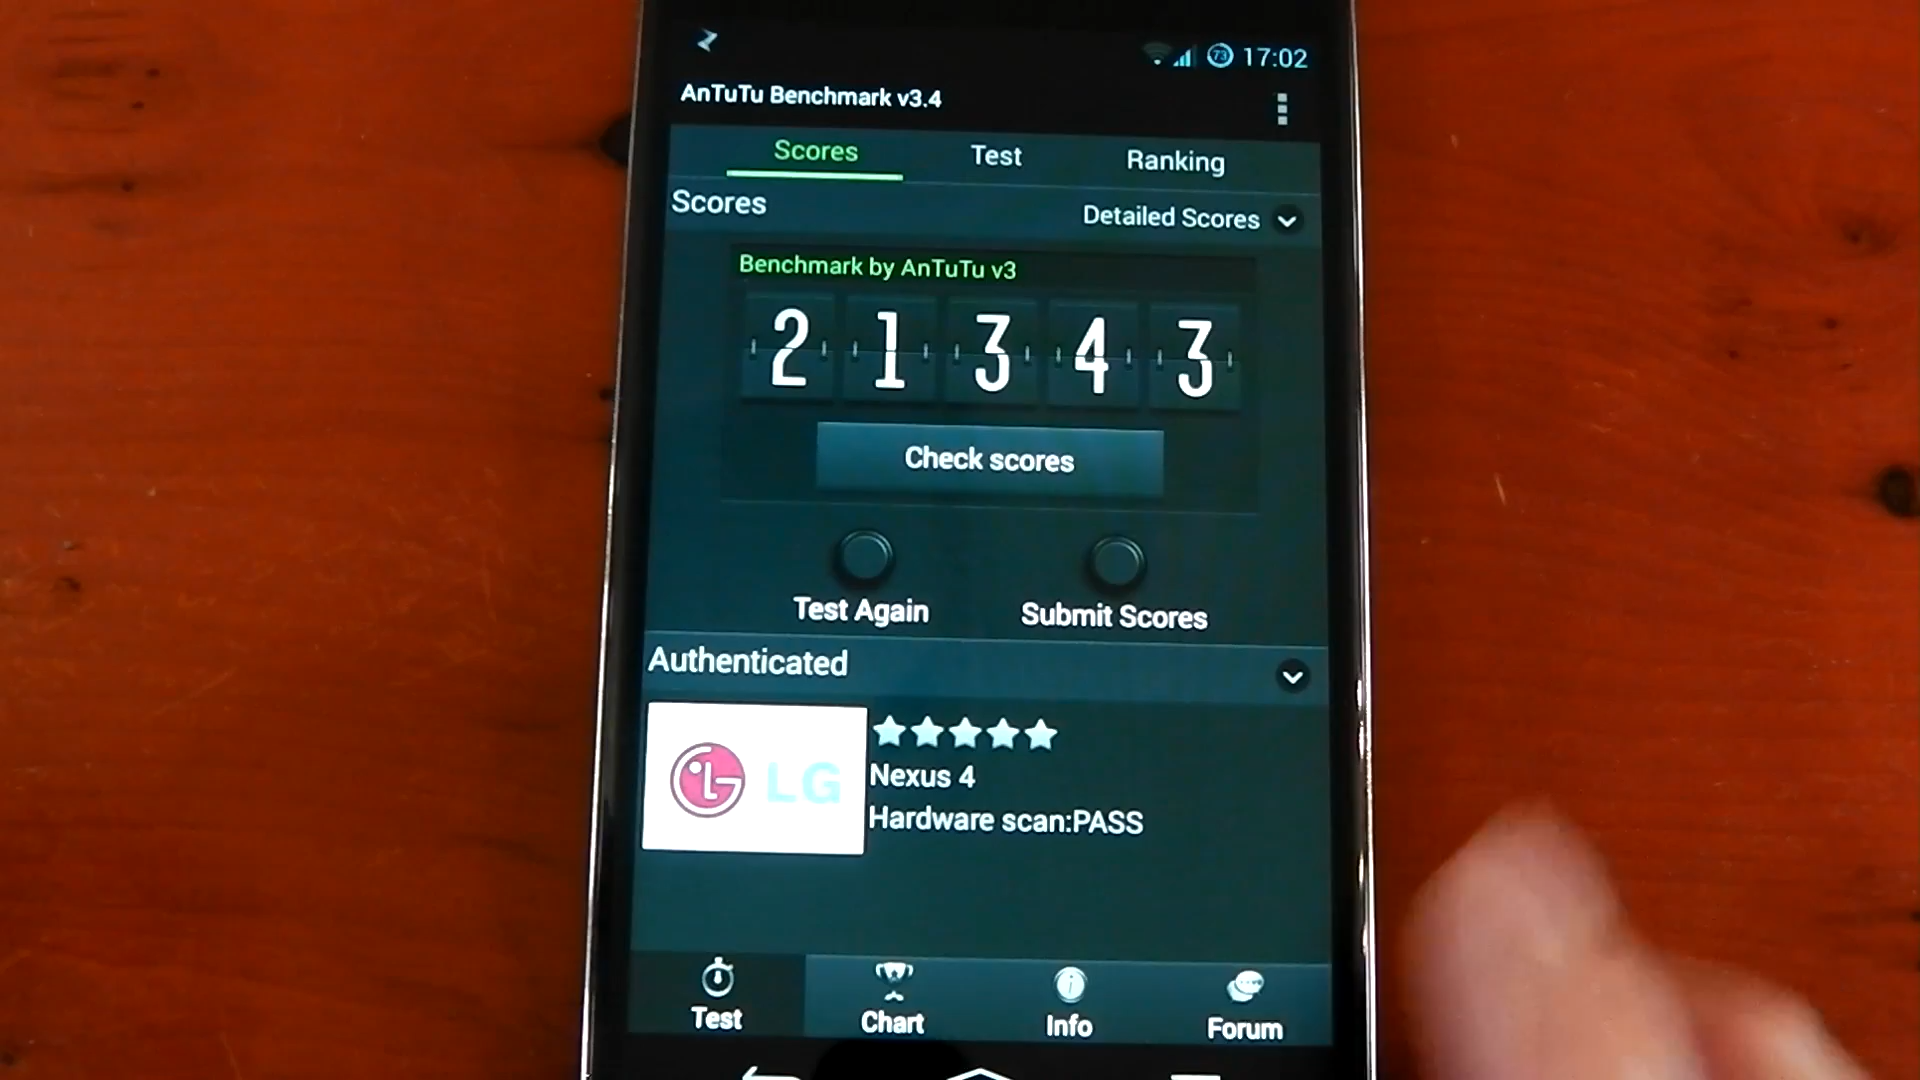 73 17:02
AnTuTu Benchmark v3.4
Scores Test Ranking
Scores Detailed Scores
Benchmark by AnTuTu v3
2 1 3 4 3
Check scores
Test Again Submit Scores
Authenticated
LG
Nexus 4
Hardware scan:PASS
Test Chart Info Forum